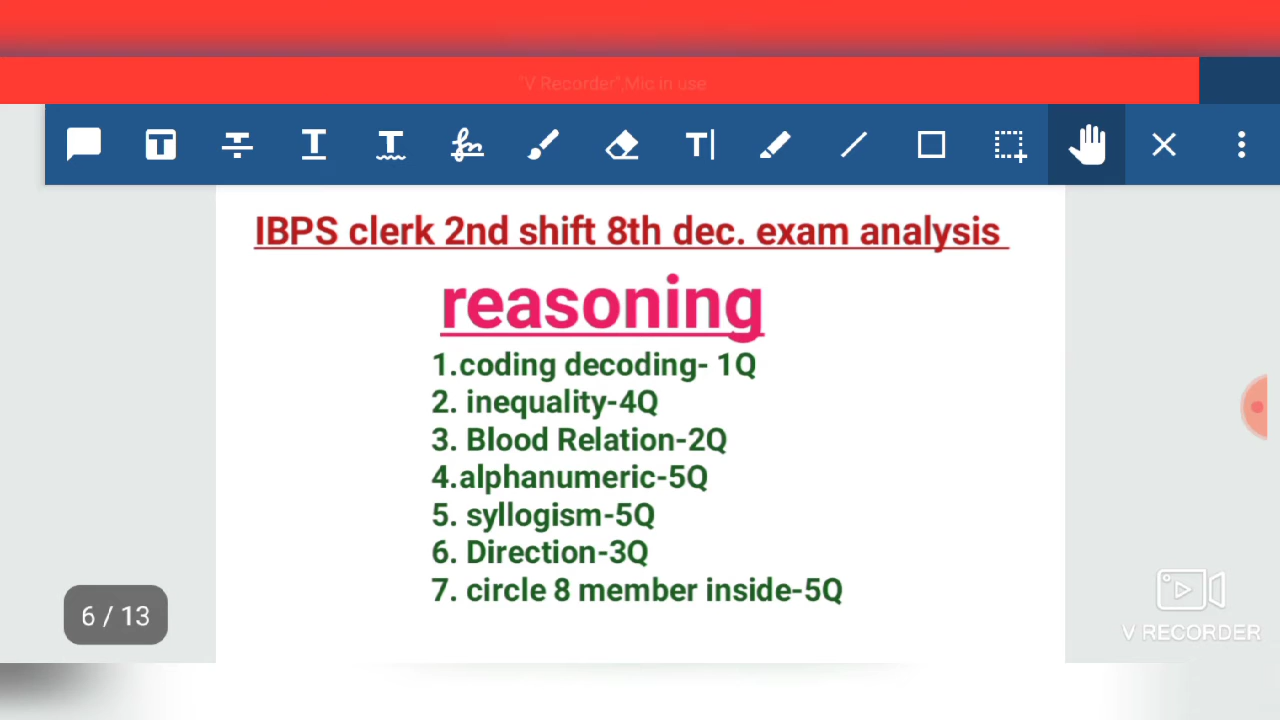 "V Recorder",Mic in use
IBPS clerk 2nd shift 8th dec. exam analysis
reasoning
1.coding decoding- 1Q
2. inequality-4Q
3. Blood Relation-2Q
4.alphanumeric-5Q
5. syllogism-5Q
6. Direction-3Q
7. circle 8 member inside-5Q
6 / 13
V RECORDER